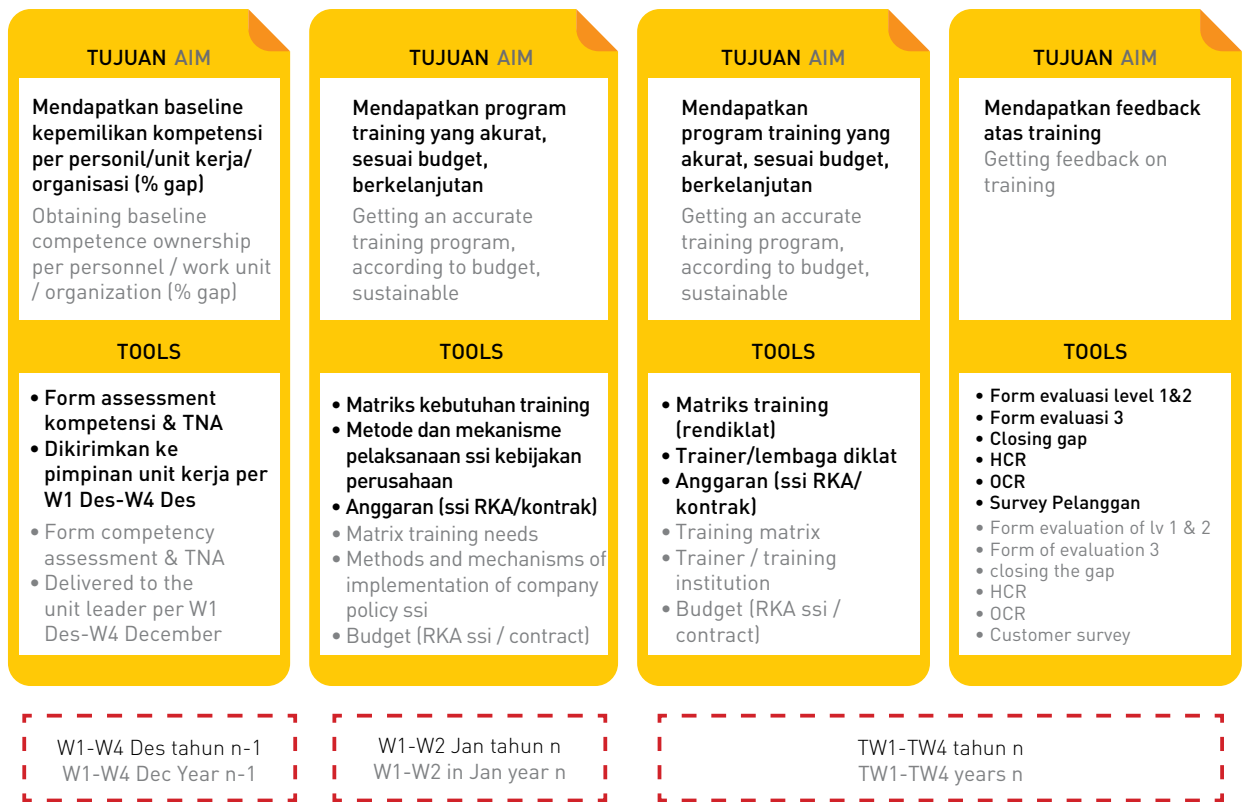 TUJUAN AIM
Mendapatkan baseline
kepemilikan kompetensi
per personil/unit kerja/
organisasi (% gap)
Obtaining baseline
competence ownership
per personnel / work unit
/ organization (% gap)
TOOLS
• Form assessment
kompetensi & TNA
• Dikirimkan ke
pimpinan unit kerja per
W1 Des-W4 Des
• Form competency
assessment & TNA
• Delivered to the
unit leader per W1
Des-W4 December
W1-W4 Des tahun n-1
W1-W4 Dec Year n-1
TUJUAN AIM
Mendapatkan program
training yang akurat,
sesuai budget,
berkelanjutan
Getting an accurate
training program,
according to budget,
sustainable
TOOLS
• Matriks kebutuhan training
• Metode dan mekanisme
pelaksanaan ssi kebijakan
perusahaan
• Anggaran (ssi RKA/kontrak)
• Matrix training needs
• Methods and mechanisms of
implementation of company
policy ssi
• Budget (RKA ssi / contract)
W1-W2 Jan tahun n
W1-W2 in Jan year n
TUJUAN AIM
Mendapatkan
program training yang
akurat, sesuai budget,
berkelanjutan
Getting an accurate
training program,
according to budget,
sustainable
TOOLS
• Matriks training
(rendiklat)
• Trainer/lembaga diklat
• Anggaran (ssi RKA/
kontrak)
• Training matrix
• Trainer / training
institution
• Budget (RKA ssi /
contract)
TUJUAN AIM
Mendapatkan feedback
atas training
Getting feedback on
training
TOOLS
• Form evaluasi level 1&2
• Form evaluasi 3
• Closing gap
• HCR
• OCR
• Survey Pelanggan
• Form evaluation of lv 1 & 2
• Form of evaluation 3
• closing the gap
• HCR
• OCR
• Customer survey
TW1-TW4 tahun n
TW1-TW4 years n